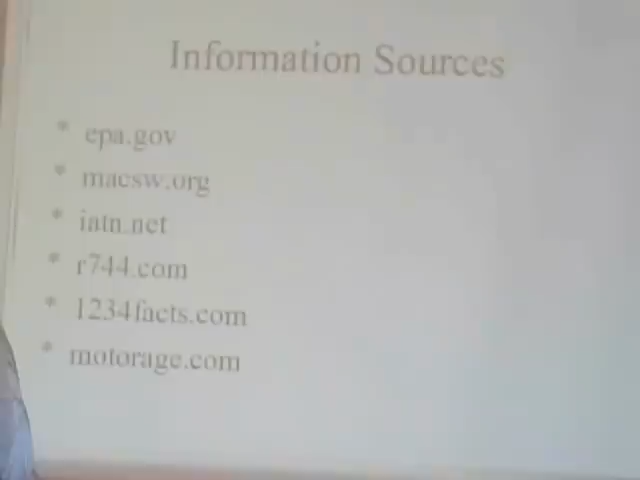 Information Sources
* epa.gov
* macsw.org
* iatn.net
* r744.com
* 1234facts.com
* motorage.com